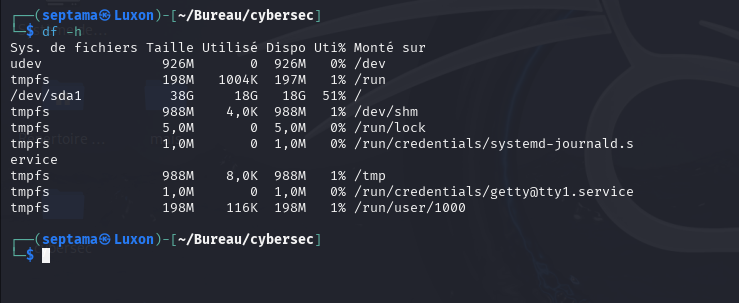 ┌──(septama㉿Luxon)-[~/Bureau/cybersec]
└─$ df -h
Sys. de fichiers Taille Utilisé Dispo Uti% Monté sur
udev               926M       0  926M   0% /dev
tmpfs              198M   1004K  197M   1% /run
/dev/sda1           38G     18G   18G  51% /
tmpfs              988M    4,0K  988M   1% /dev/shm
tmpfs              5,0M       0  5,0M   0% /run/lock
tmpfs              1,0M       0  1,0M   0% /run/credentials/systemd-journald.s
ervice
tmpfs              988M    8,0K  988M   1% /tmp
tmpfs              1,0M       0  1,0M   0% /run/credentials/getty@tty1.service
tmpfs              198M    116K  198M   1% /run/user/1000
┌──(septama㉿Luxon)-[~/Bureau/cybersec]
└─$